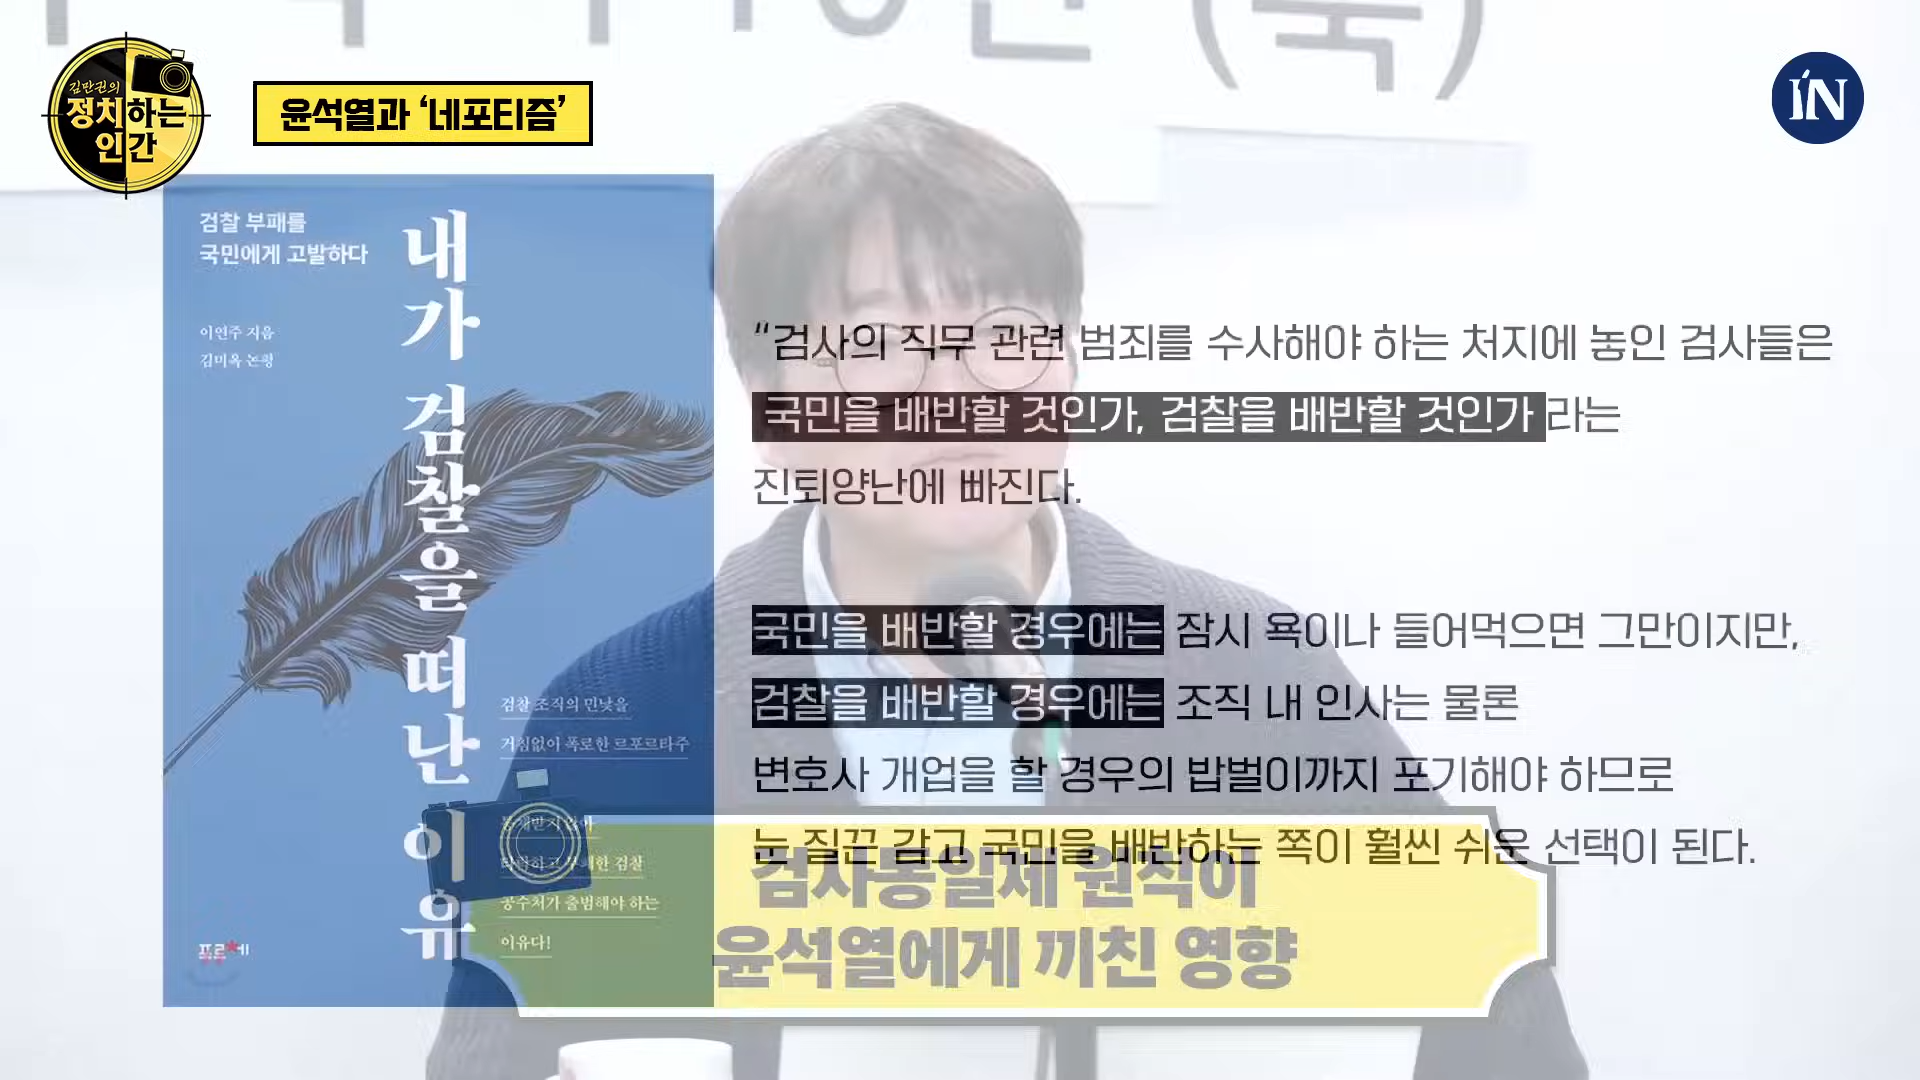 김만권의
정치하는
인간
윤석열과 ‘네포티즘’
iN
검찰 부패를
국민에게 고발하다
이연주 지음
김미옥 논평
내가 검찰을 떠난 이유
검찰 조직의 민낯을
거침없이 폭로한 르포르타주
부패한 검찰
공수처가 출범해야 하는
이유다!
“검사의 직무 관련 범죄를 수사해야 하는 처지에 놓인 검사들은
국민을 배반할 것인가, 검찰을 배반할 것인가 라는
진퇴양난에 빠진다.
국민을 배반할 경우에는 잠시 욕이나 들어먹으면 그만이지만,
검찰을 배반할 경우에는 조직 내 인사는 물론
변호사 개업을 할 경우의 밥벌이까지 포기해야 하므로
눈 질끈 감고 국민을 배반하는 쪽이 훨씬 쉬운 선택이 된다.
검사동일체 원칙이
윤석열에게 끼친 영향